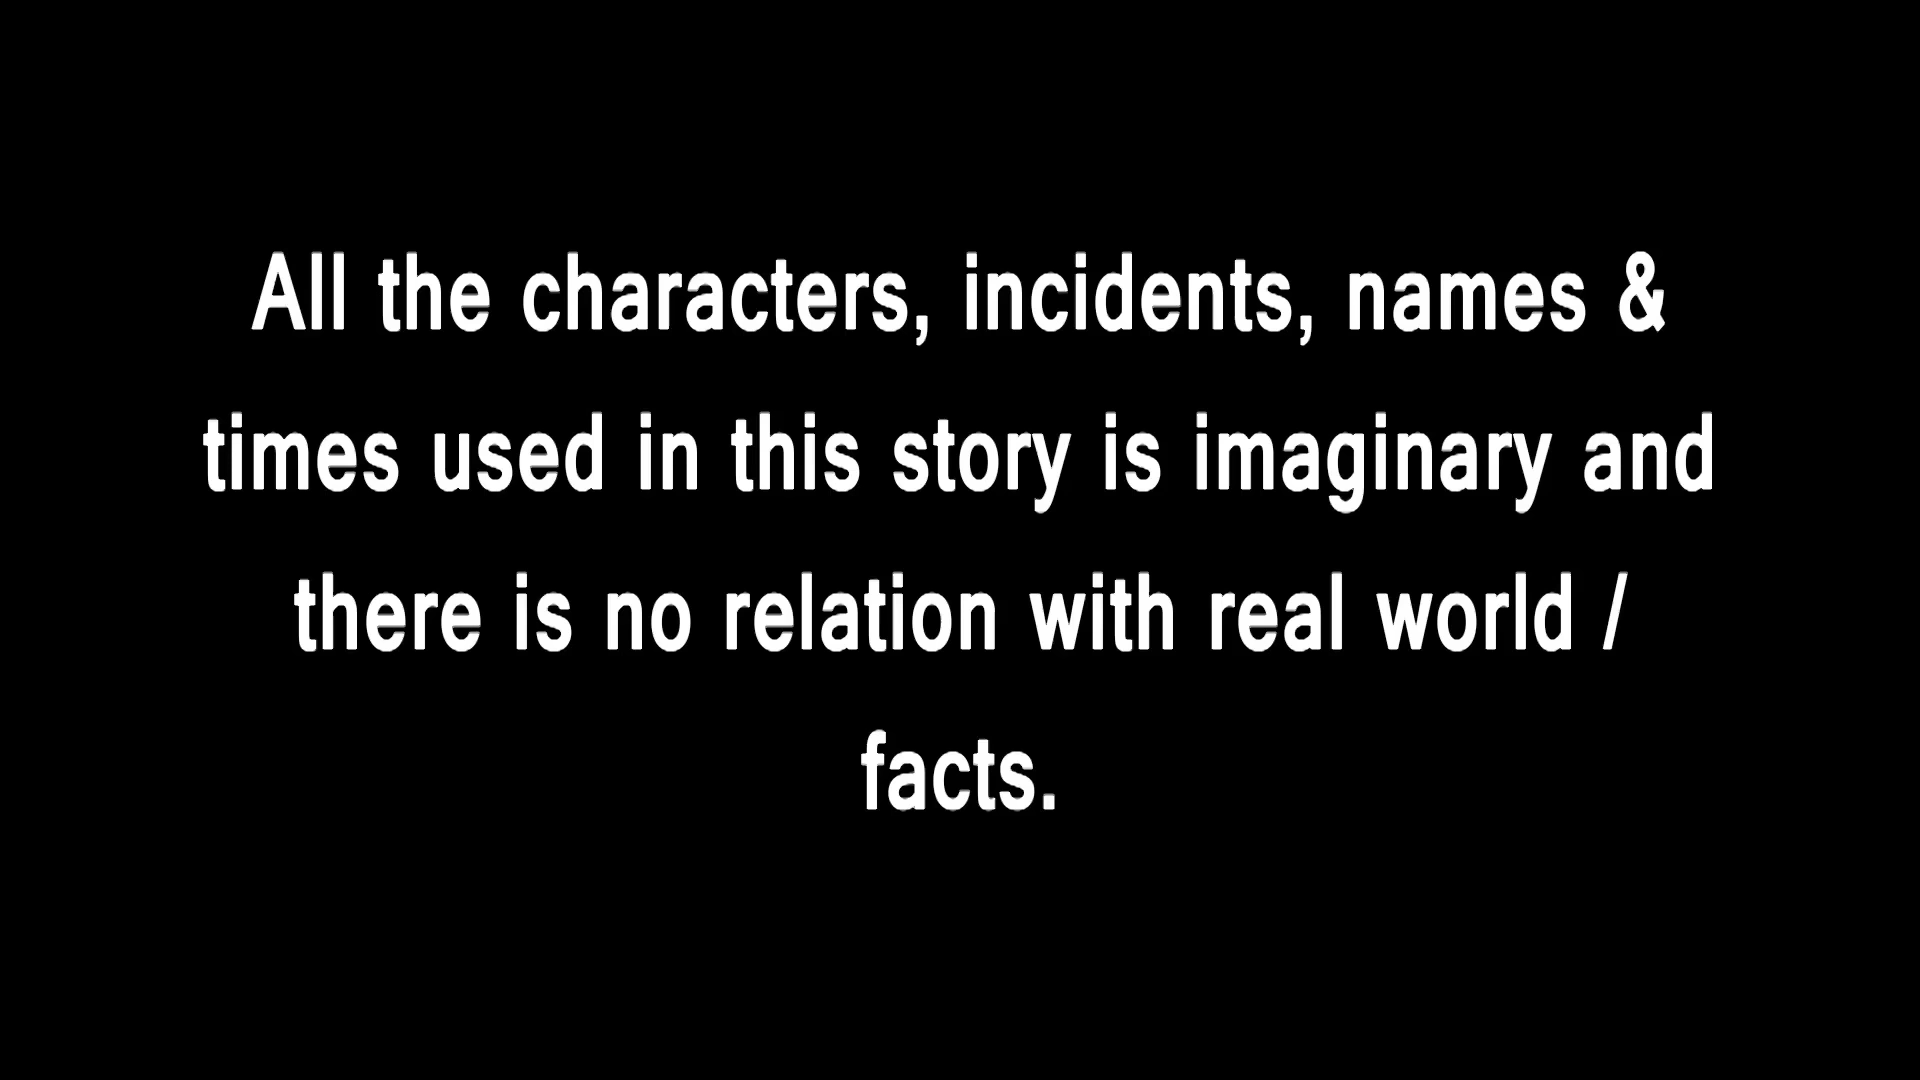 All the characters, incidents, names &
times used in this story is imaginary and
there is no relation with real world /
facts.